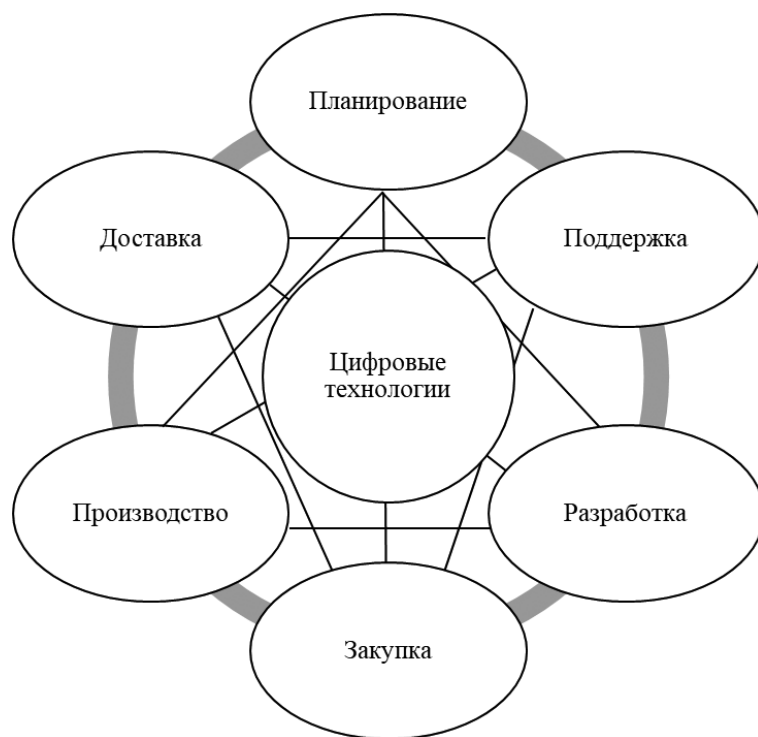 Планирование
Доставка
Поддержка
Цифровые
технологии
Производство
Разработка
Закупка